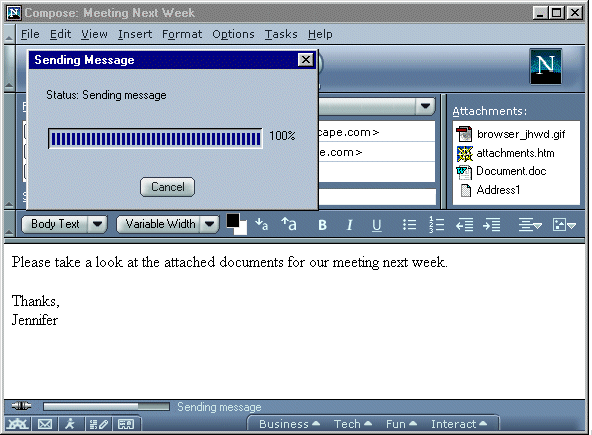 Compose: Meeting Next Week
File Edit View Insert Format Options Tasks Help
Sending Message
N
Status: Sending message
100%
Cancel
cape.com>
e.com>
Attachments:
browser_jhwd.gif
attachments.htm
Document.doc
Address1
Body Text Variable Width a a B I U
Please take a look at the attached documents for our meeting next week.
Thanks,
Jennifer
Sending message
Business Tech Fun Interact